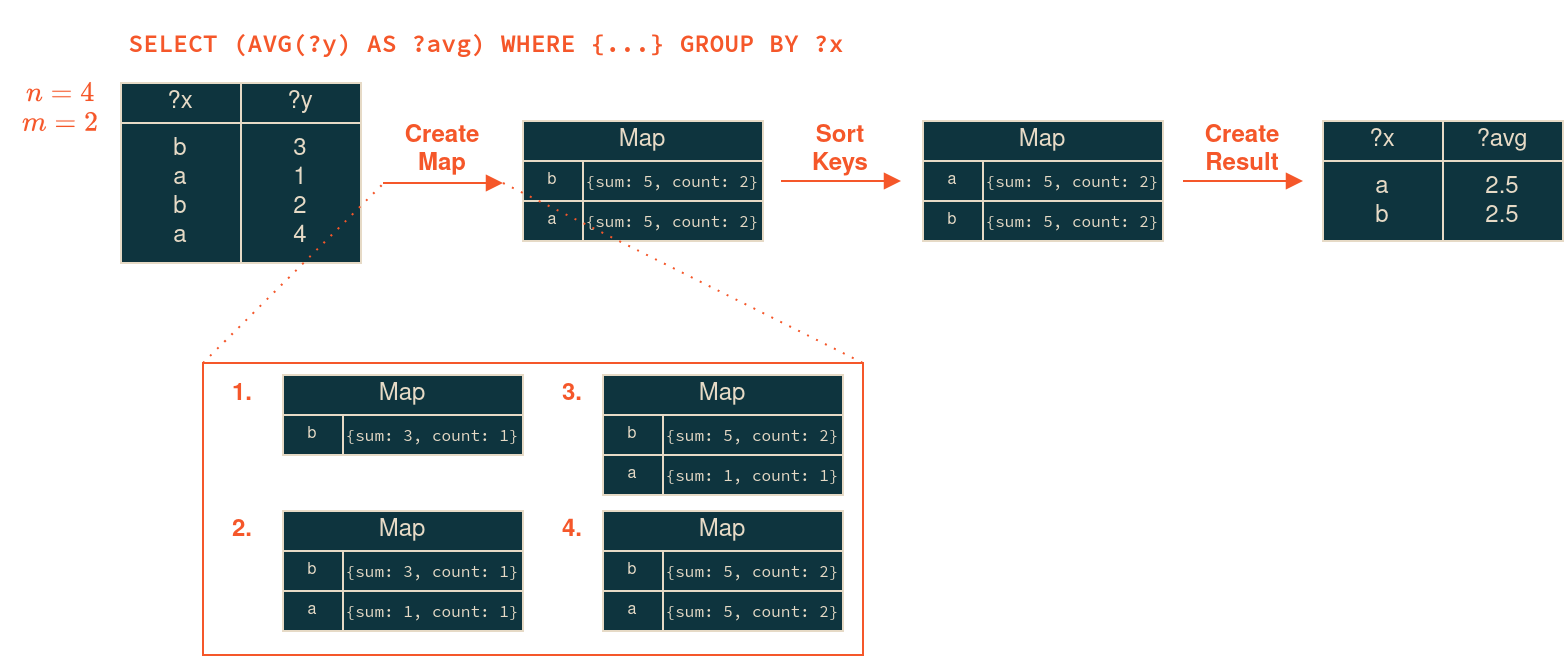 SELECT (AVG(?y) AS ?avg) WHERE {...} GROUP BY ?x
n = 4
m = 2
?x ?y
b 3
a 1
b 2
a 4
Create
Map
Map
b {sum: 5, count: 2}
a {sum: 5, count: 2}
Sort
Keys
Map
a {sum: 5, count: 2}
b {sum: 5, count: 2}
Create
Result
?x ?avg
a 2.5
b 2.5
1.
Map
b {sum: 3, count: 1}
2.
Map
b {sum: 3, count: 1}
a {sum: 1, count: 1}
3.
Map
b {sum: 5, count: 2}
a {sum: 1, count: 1}
4.
Map
b {sum: 5, count: 2}
a {sum: 5, count: 2}